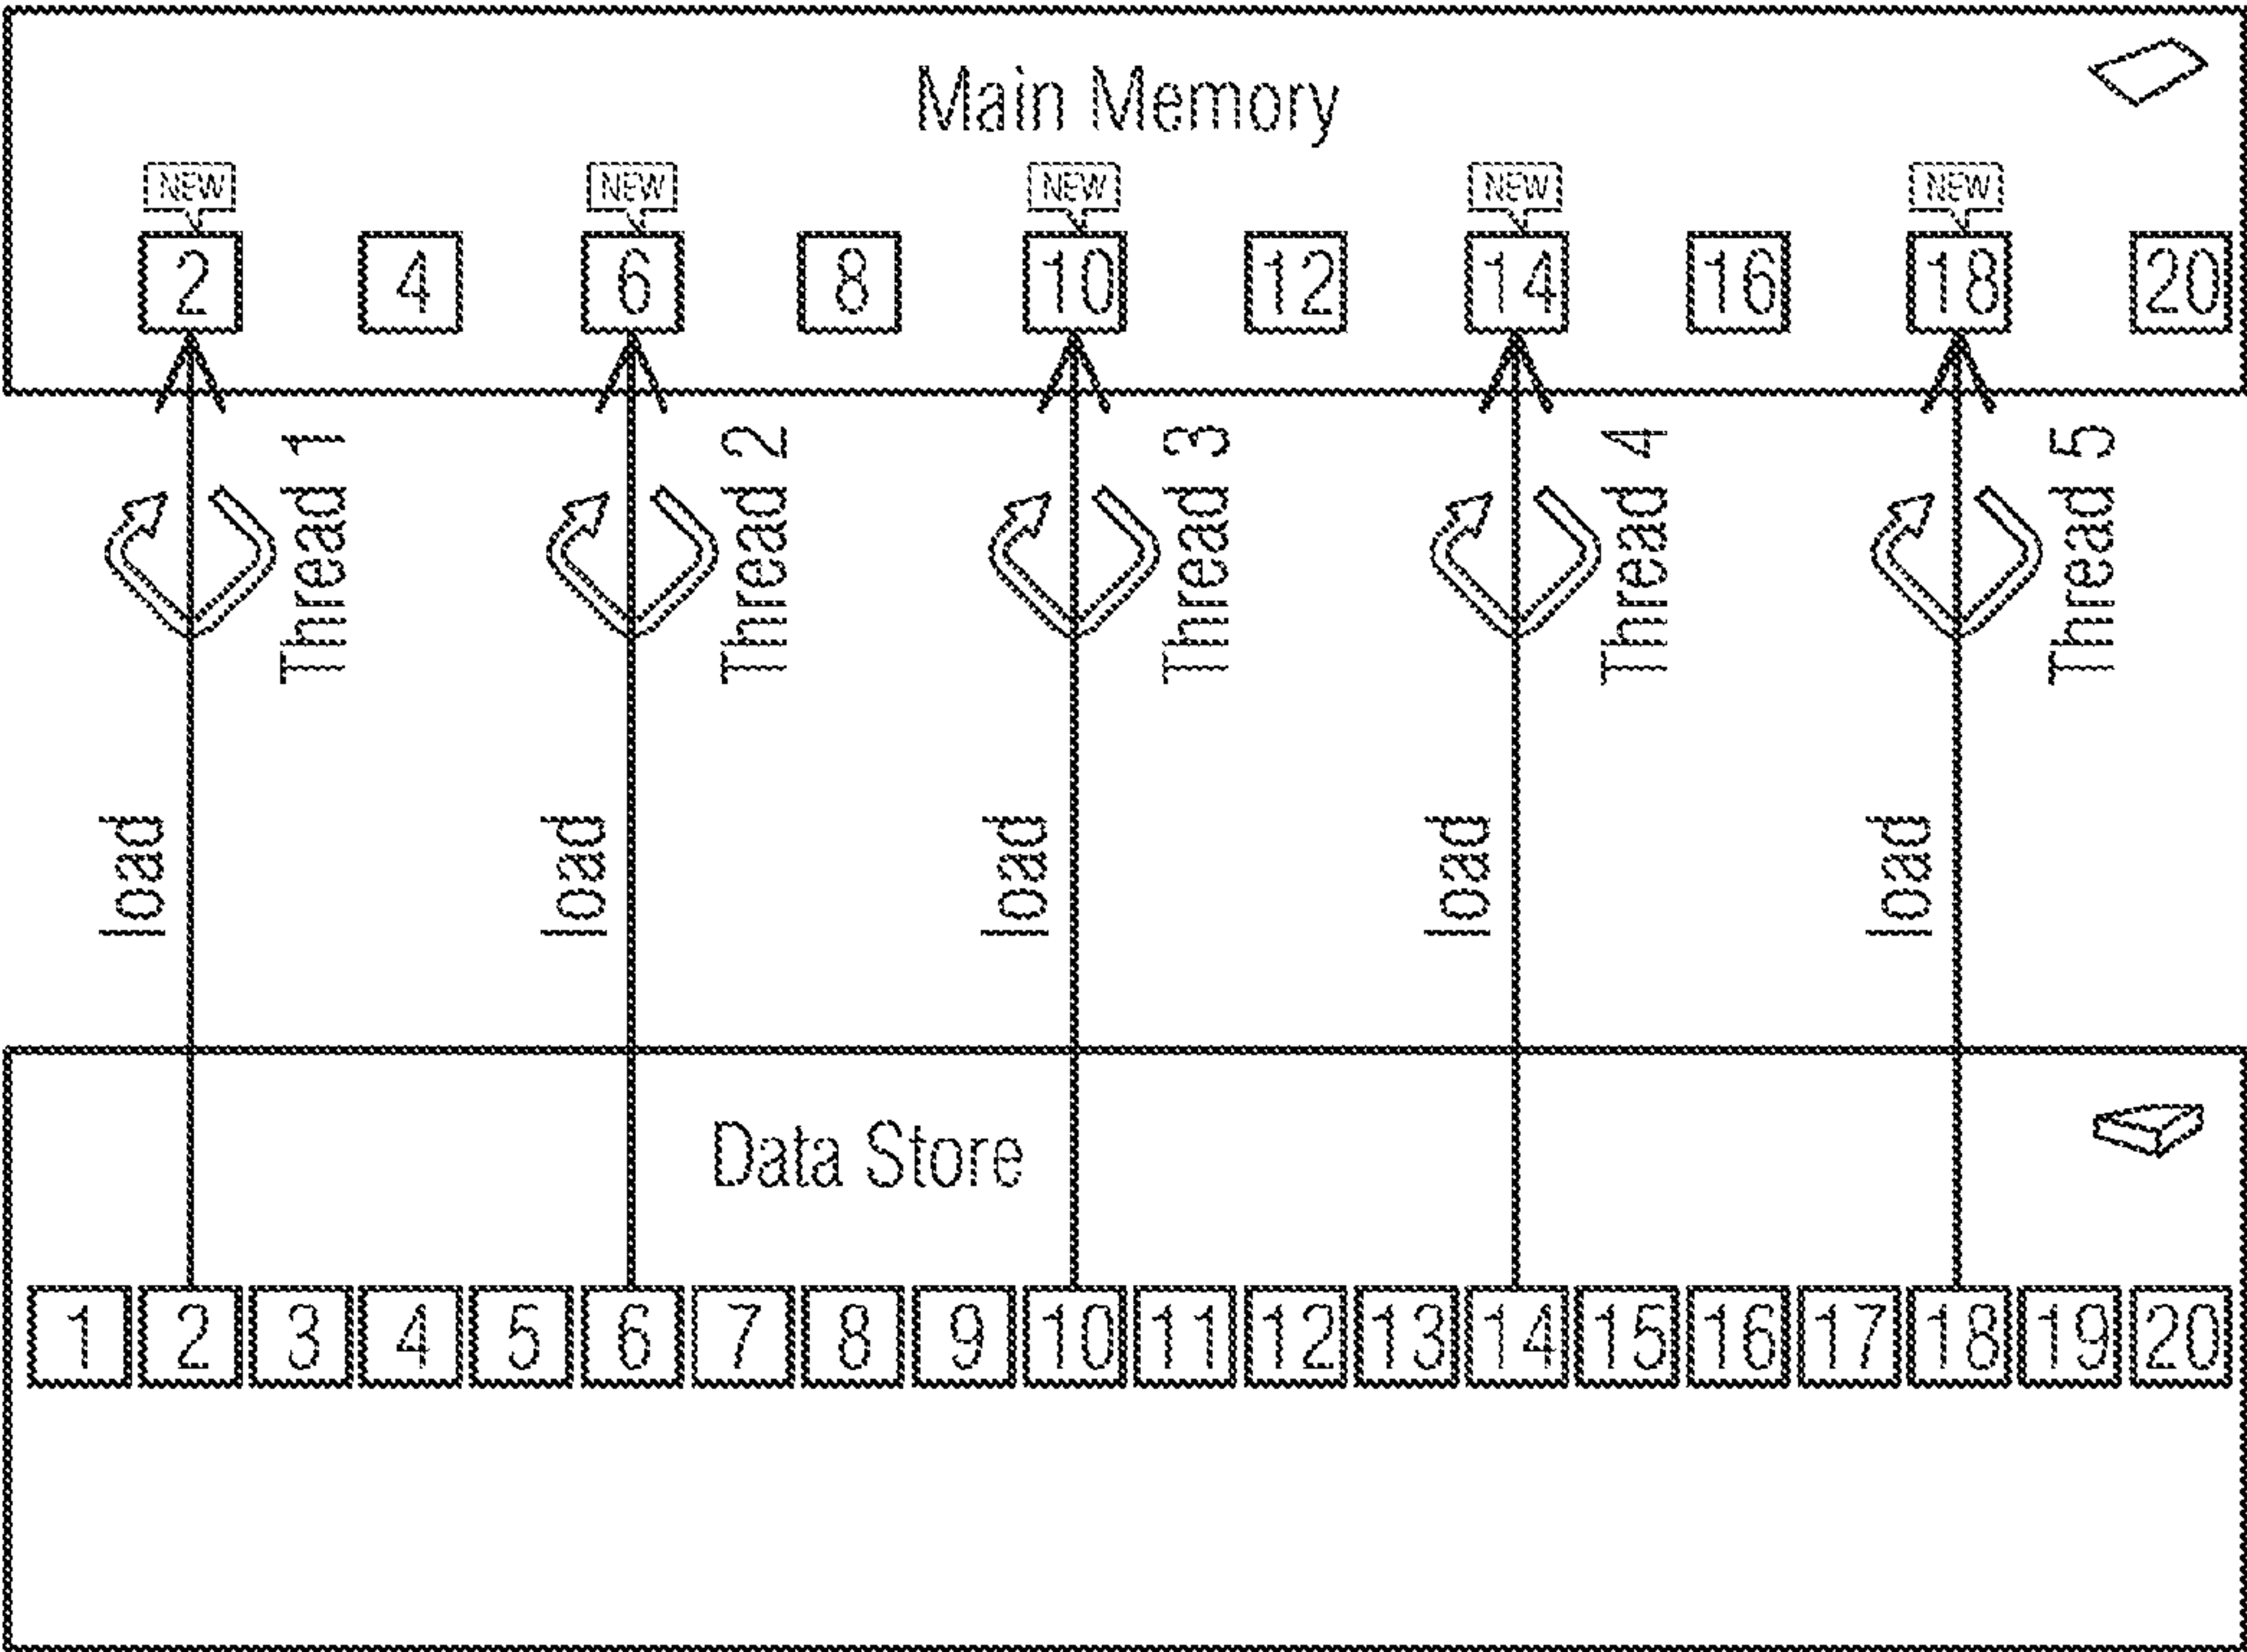 Main Memory
NEW NEW NEW NEW NEW
2 4 6 8 10 12 14 16 18 20
Thread 1 Thread 2 Thread 3 Thread 4 Thread 5
load load load load load
Data Store
1 2 3 4 5 6 7 8 9 10 11 12 13 14 15 16 17 18 19 20